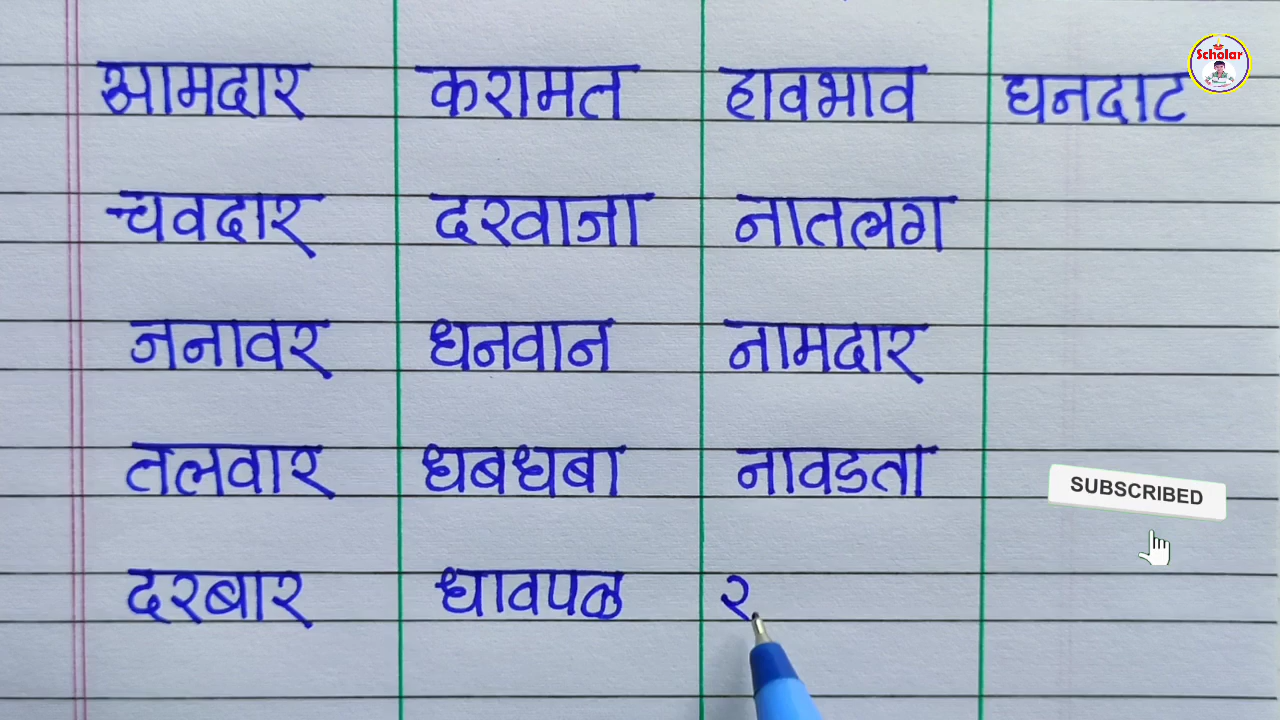 Scholar
आमदार करामत हावभाव घनदाट
चवदार दरवाजा नातलग
जनावर धनवान नामदार
तलवार धबधबा नावडता
SUBSCRIBED
दरबार धावपळ र